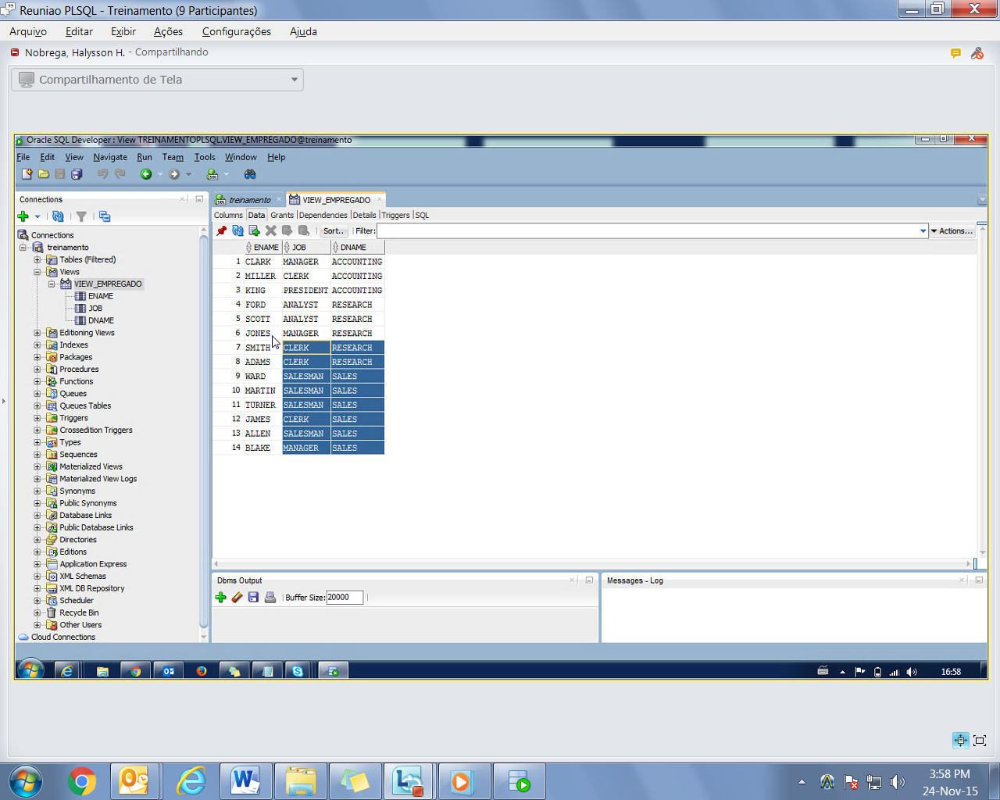 Reuniao PLSQL - Treinamento (9 Participantes)
Arquivo Editar Exibir Ações Configurações Ajuda
Nobrega, Halysson H. - Compartilhando
Compartilhamento de Tela
Oracle SQL Developer : View TREINAMENTOPLSQL.VIEW_EMPREGADO@treinamento
File Edit View Navigate Run Team Tools Window Help
Connections
treinamento
VIEW_EMPREGADO
Columns Data Grants Dependencies Details Triggers SQL
Sort.. Filter: Actions...
Connections
treinamento
Tables (Filtered)
Views
VIEW_EMPREGADO
ENAME
JOB
DNAME
Editioning Views
Indexes
Packages
Procedures
Functions
Queues
Queues Tables
Triggers
Crossedition Triggers
Types
Sequences
Materialized Views
Materialized View Logs
Synonyms
Public Synonyms
Database Links
Public Database Links
Directories
Editions
Application Express
XML Schemas
XML DB Repository
Scheduler
Recycle Bin
Other Users
Cloud Connections
ENAME JOB DNAME
1 CLARK MANAGER ACCOUNTING
2 MILLER CLERK ACCOUNTING
3 KING PRESIDENT ACCOUNTING
4 FORD ANALYST RESEARCH
5 SCOTT ANALYST RESEARCH
6 JONES MANAGER RESEARCH
7 SMITH CLERK RESEARCH
8 ADAMS CLERK RESEARCH
9 WARD SALESMAN SALES
10 MARTIN SALESMAN SALES
11 TURNER SALESMAN SALES
12 JAMES CLERK SALES
13 ALLEN SALESMAN SALES
14 BLAKE MANAGER SALES
Dbms Output
Buffer Size: 20000
Messages - Log
16:58
3:58 PM
24-Nov-15